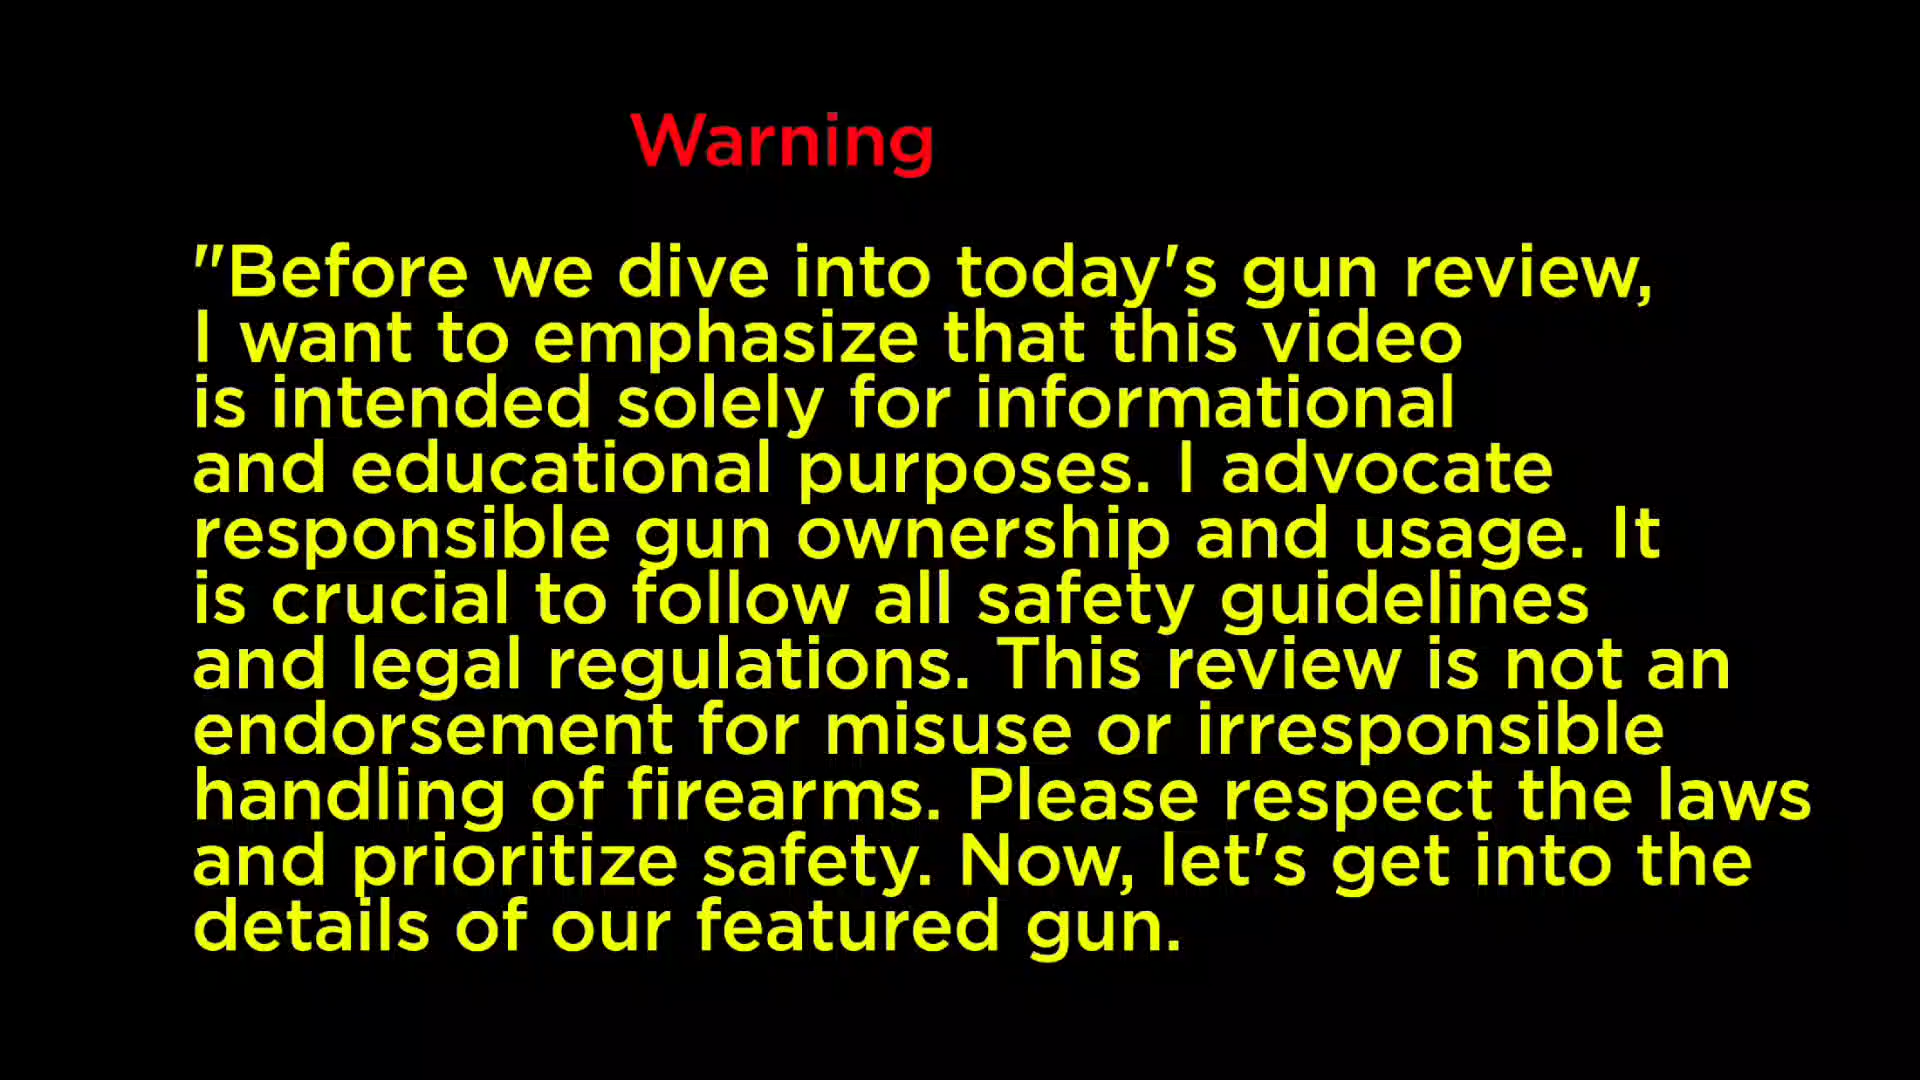 Warning
"Before we dive into today's gun review,
I want to emphasize that this video
is intended solely for informational
and educational purposes. I advocate
responsible gun ownership and usage. It
is crucial to follow all safety guidelines
and legal regulations. This review is not an
endorsement for misuse or irresponsible
handling of firearms. Please respect the laws
and prioritize safety. Now, let's get into the
details of our featured gun.